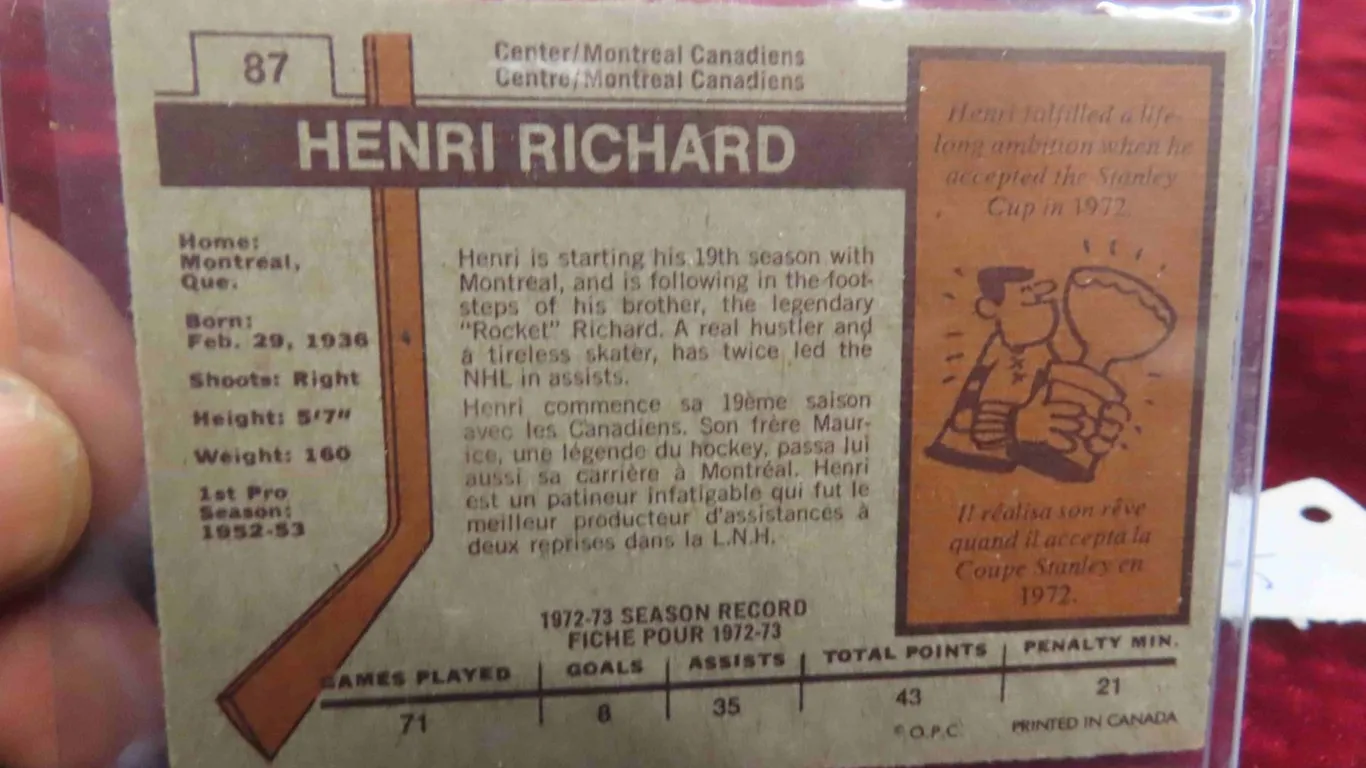 87
Center/Montreal Canadiens
Centre/Montreal Canadiens
HENRI RICHARD
Home:
Montreal,
Que.
Born:
Feb. 29, 1936
Shoots: Right
Height: 5'7"
Weight: 160
1st Pro
Season:
1952-53
Henri is starting his 19th season with
Montreal, and is following in the foot-
steps of his brother, the legendary
"Rocket" Richard. A real hustler and
a tireless skater, has twice led the
NHL in assists.
Henri commence sa 19ème saison
avec les Canadiens. Son frère Maur-
ice, une légende du hockey, passa lui
aussi sa carrière à Montréal. Henri
est un patineur infatigable qui fut le
meilleur producteur d'assistances à
deux reprises dans la L.N.H.
Henri fulfilled a life-
long ambition when he
accepted the Stanley
Cup in 1972.
Il réalisa son rêve
quand il accepta la
Coupe Stanley en
1972.
1972-73 SEASON RECORD
FICHE POUR 1972-73
GAMES PLAYED GOALS ASSISTS TOTAL POINTS PENALTY MIN.
71 8 35 43 21
© O.P.C. PRINTED IN CANADA